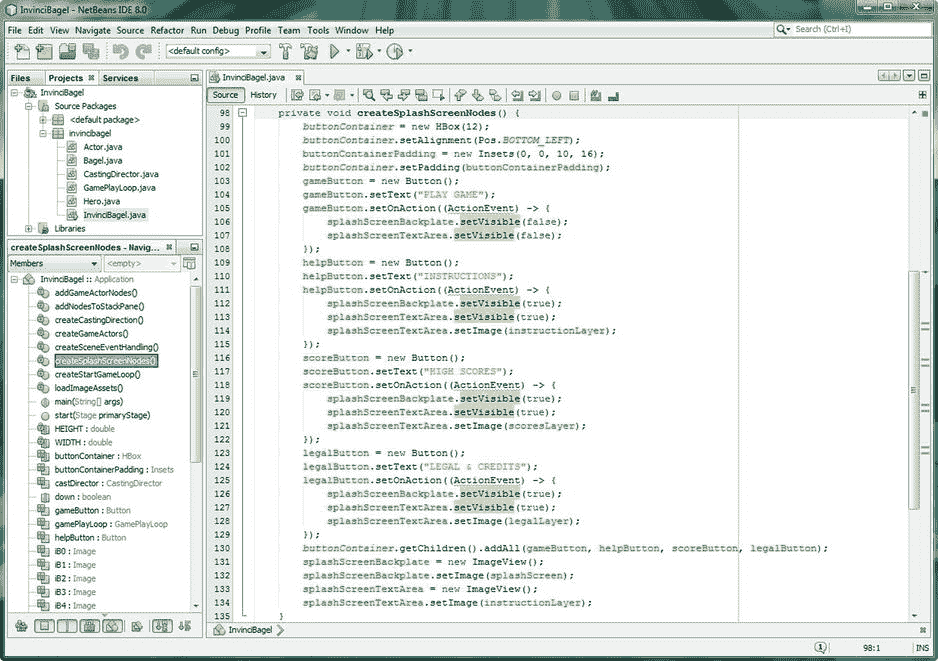 InvinciBagel - NetBeans IDE 8.0
File Edit View Navigate Source Refactor Run Debug Profile Team Tools Window Help
Search (Ctrl+I)
<default config>
Files Projects Services
InvinciBagel
Source Packages
<default package>
invincibagel
Actor.java
Bagel.java
CastingDirector.java
GamePlayLoop.java
Hero.java
InvinciBagel.java
Libraries
createSplashScreenNodes - Navig...
Members <empty>
InvinciBagel :: Application
addGameActorNodes()
addNodesToStackPane()
createCastingDirection()
createGameActors()
createSceneEventHandling()
createSplashScreenNodes()
createStartGameLoop()
loadImageAssets()
main(String[] args)
start(Stage primaryStage)
HEIGHT : double
WIDTH : double
buttonContainer : HBox
buttonContainerPadding : Insets
castDirector : CastingDirector
down : boolean
gameButton : Button
gamePlayLoop : GamePlayLoop
helpButton : Button
iB0 : Image
iB1 : Image
iB2 : Image
iB3 : Image
iB4 : Image
InvinciBagel.java
Source History
98 private void createSplashScreenNodes() {
99 buttonContainer = new HBox(12);
100 buttonContainer.setAlignment(Pos.BOTTOM_LEFT);
101 buttonContainerPadding = new Insets(0, 0, 10, 16);
102 buttonContainer.setPadding(buttonContainerPadding);
103 gameButton = new Button();
104 gameButton.setText("PLAY GAME");
105 gameButton.setOnAction((ActionEvent) -> {
106 splashScreenBackplate.setVisible(false);
107 splashScreenTextArea.setVisible(false);
108 });
109 helpButton = new Button();
110 helpButton.setText("INSTRUCTIONS");
111 helpButton.setOnAction((ActionEvent) -> {
112 splashScreenBackplate.setVisible(true);
113 splashScreenTextArea.setVisible(true);
114 splashScreenTextArea.setImage(instructionLayer);
115 });
116 scoreButton = new Button();
117 scoreButton.setText("HIGH SCORES");
118 scoreButton.setOnAction((ActionEvent) -> {
119 splashScreenBackplate.setVisible(true);
120 splashScreenTextArea.setVisible(true);
121 splashScreenTextArea.setImage(scoresLayer);
122 });
123 legalButton = new Button();
124 legalButton.setText("LEGAL & CREDITS");
125 legalButton.setOnAction((ActionEvent) -> {
126 splashScreenBackplate.setVisible(true);
127 splashScreenTextArea.setVisible(true);
128 splashScreenTextArea.setImage(legalLayer);
129 });
130 buttonContainer.getChildren().addAll(gameButton, helpButton, scoreButton, legalButton);
131 splashScreenBackplate = new ImageView();
132 splashScreenBackplate.setImage(splashScreen);
133 splashScreenTextArea = new ImageView();
134 splashScreenTextArea.setImage(instructionLayer);
135 }
InvinciBagel
1 98:1 INS